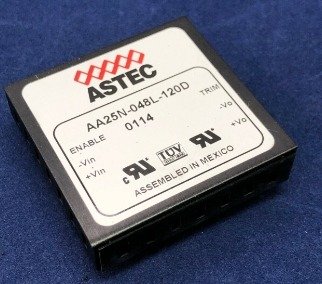 ASTEC
AA25N-048L-120D
0114
ENABLE
TRIM
-Vin
-Vo
+Vin
+Vo
TÜV
ASSEMBLED IN MEXICO